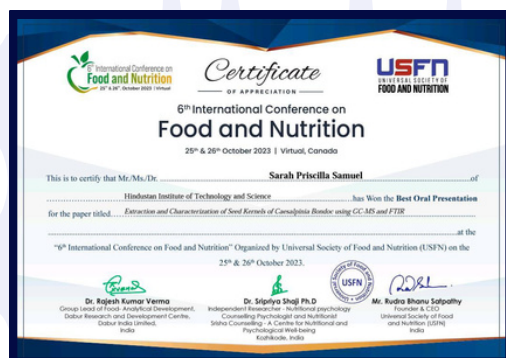 6th International Conference on
Food and Nutrition
25th & 26th, October 2023 | Virtual
Certificate
OF APPRECIATION
USFN
UNIVERSAL SOCIETY OF
FOOD AND NUTRITION
6th International Conference on
Food and Nutrition
25th & 26th October 2023 | Virtual, Canada
This is to certify that Mr./Ms./Dr. Sarah Priscilla Samuel of
Hindustan Institute of Technology and Science has Won the Best Oral Presentation
for the paper titled Extraction and Characterization of Seed Kernels of Caesalpinia Bondoc using GC-MS and FTIR
at the
"6th International Conference on Food and Nutrition" Organized by Universal Society of Food and Nutrition (USFN) on the
25th & 26th October 2023.
Dr. Rajesh Kumar Verma
Group Lead of Food- Analytical Development,
Dabur Research and Development Centre,
Dabur India Limited,
India
Dr. Sripriya Shaji Ph.D
Independent Researcher - Nutritional psychology
Counselling Psychologist and Nutritionist
Srisha Counselling - A Centre for Nutritional and
Psychological Well-being
Kozhikode, India
Universal Society of Food and Nutrition
USFN
Mr. Rudra Bhanu Satpathy
Founder & CEO
Universal Society of Food
and Nutrition (USFN)
India